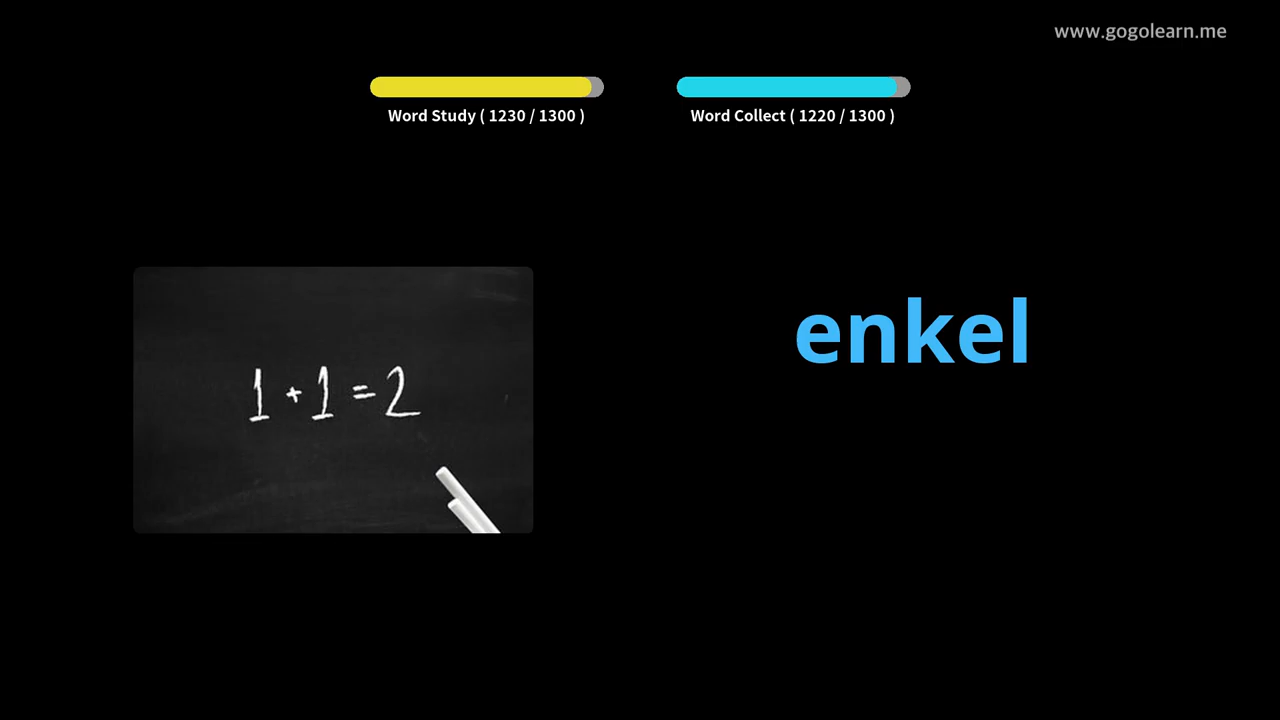 www.gogolearn.me
Word Study ( 1230 / 1300 )
Word Collect ( 1220 / 1300 )
enkel
1 + 1 = 2